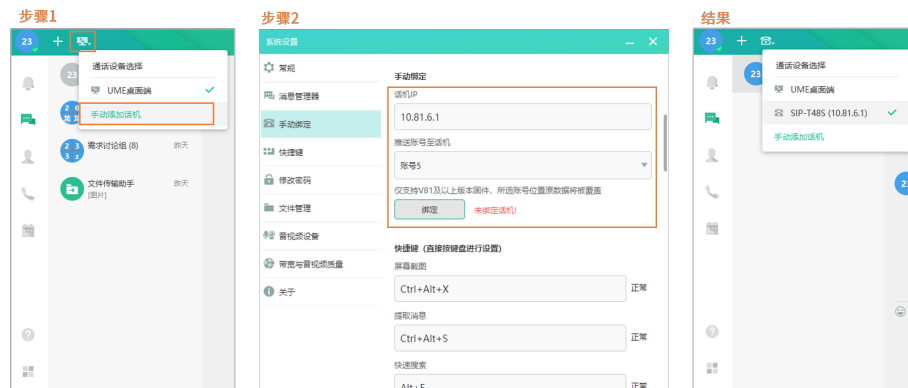 步骤1
23
通话设备选择
UME桌面端
手动添加话机
需求讨论组 (8)
昨天
文件传输助手
昨天
[图片]
步骤2
系统设置
常规
消息管理器
手动绑定
快捷键
修改密码
文件管理
音视频设备
带宽与音视频质量
关于
手动绑定
话机IP
10.81.6.1
推送账号至话机
账号5
仅支持V81及以上版本固件，所选账号位置原数据将被覆盖
绑定
未绑定话机!
快捷键（直接按键盘进行设置）
屏幕截图
Ctrl+Alt+X
正常
提取消息
Ctrl+Alt+S
正常
快速搜索
Alt+F
正常
结果
23
通话设备选择
UME桌面端
SIP-T48S (10.81.6.1)
手动添加话机